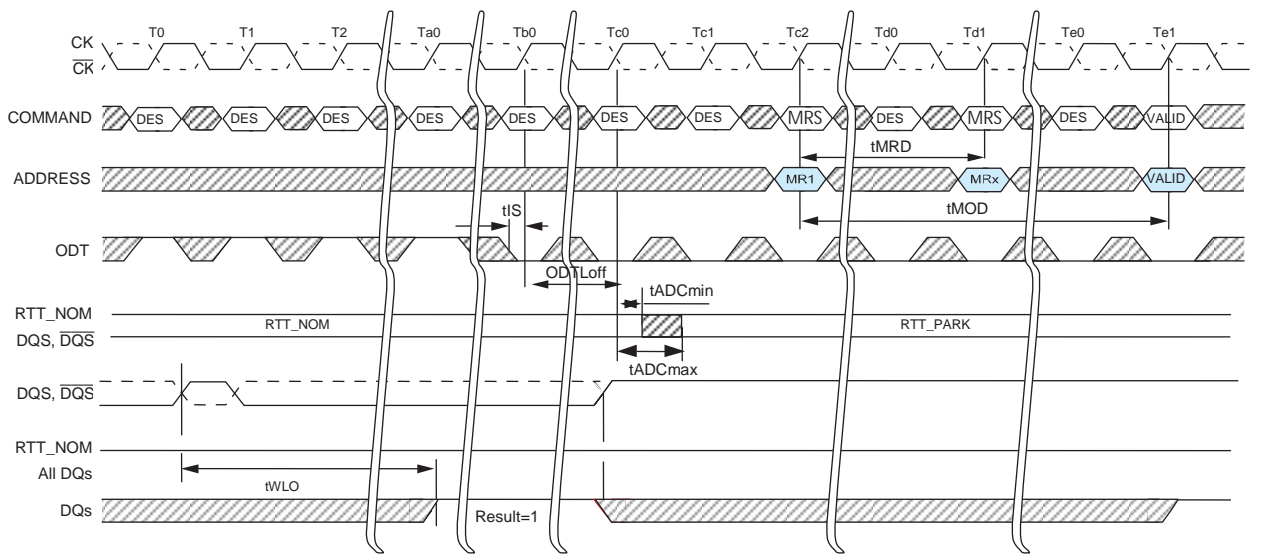 T0 T1 T2 Ta0 Tb0 Tc0 Tc1 Tc2 Td0 Td1 Te0 Te1
CK
CK
COMMAND DES DES DES DES DES DES DES MRS DES MRS DES VALID
tMRD
ADDRESS MR1 MRx VALID
tIS tMOD
ODT
ODTLoff
tADCmin
RTT_NOM
RTT_NOM RTT_PARK
DQS, DQS
tADCmax
DQS, DQS
RTT_NOM
All DQs
tWLO
DQs Result=1